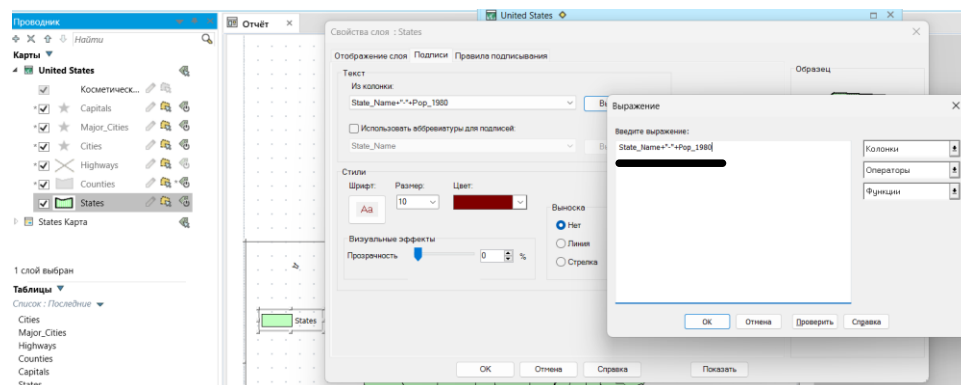 Проводник
Найти
Карты
United States
Косметическ...
Capitals
Major_Cities
Cities
Highways
Counties
States
States Карта
1 слой выбран
Таблицы
Список : Последние
Cities
Major_Cities
Highways
Counties
Capitals
States
Отчёт ×
States
United States
Свойства слоя : States
Отображение слоя Подписи Правила подписывания
Текст
Из колонки:
State_Name+"-"+Pop_1980
Использовать аббревиатуры для подписей:
State_Name
Стили
Шрифт: Размер: Цвет:
Aa 10
Визуальные эффекты
Прозрачность 0 %
Выноска
Нет
Линия
Стрелка
Образец
OK Отмена Справка Показать
Выражение
Введите выражение:
State_Name+"-"+Pop_1980
Колонки
Операторы
Функции
OK Отмена Проверить Справка